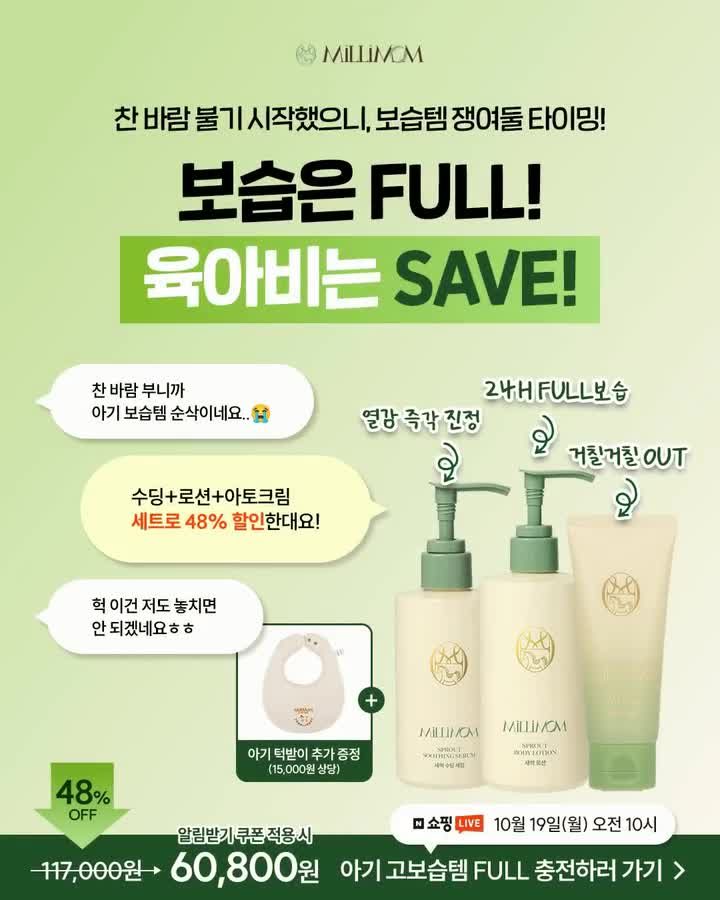 MiLLiMOM
찬 바람 불기 시작했으니, 보습템 쟁여둘 타이밍!
보습은 FULL!
육아비는 SAVE!
찬 바람 부니까
아기 보습템 순삭이네요..😭
수딩+로션+아토크림
세트로 48% 할인한대요!
헉 이건 저도 놓치면
안 되겠네요ㅎㅎ
열감 즉각 진정
24H FULL보습
거칠거칠 OUT
MiLLiMOM
SPROUT
SOOTHING SERUM
새싹 수딩 세럼
MiLLiMOM
SPROUT
BODY LOTION
새싹 로션
+
아기 턱받이 추가 증정
(15,000원 상당)
48%
OFF
N 쇼핑 LIVE 10월 19일(월) 오전 10시
알림받기 쿠폰 적용 시
117,000원 60,800원
아기 고보습템 FULL 충전하러 가기 >